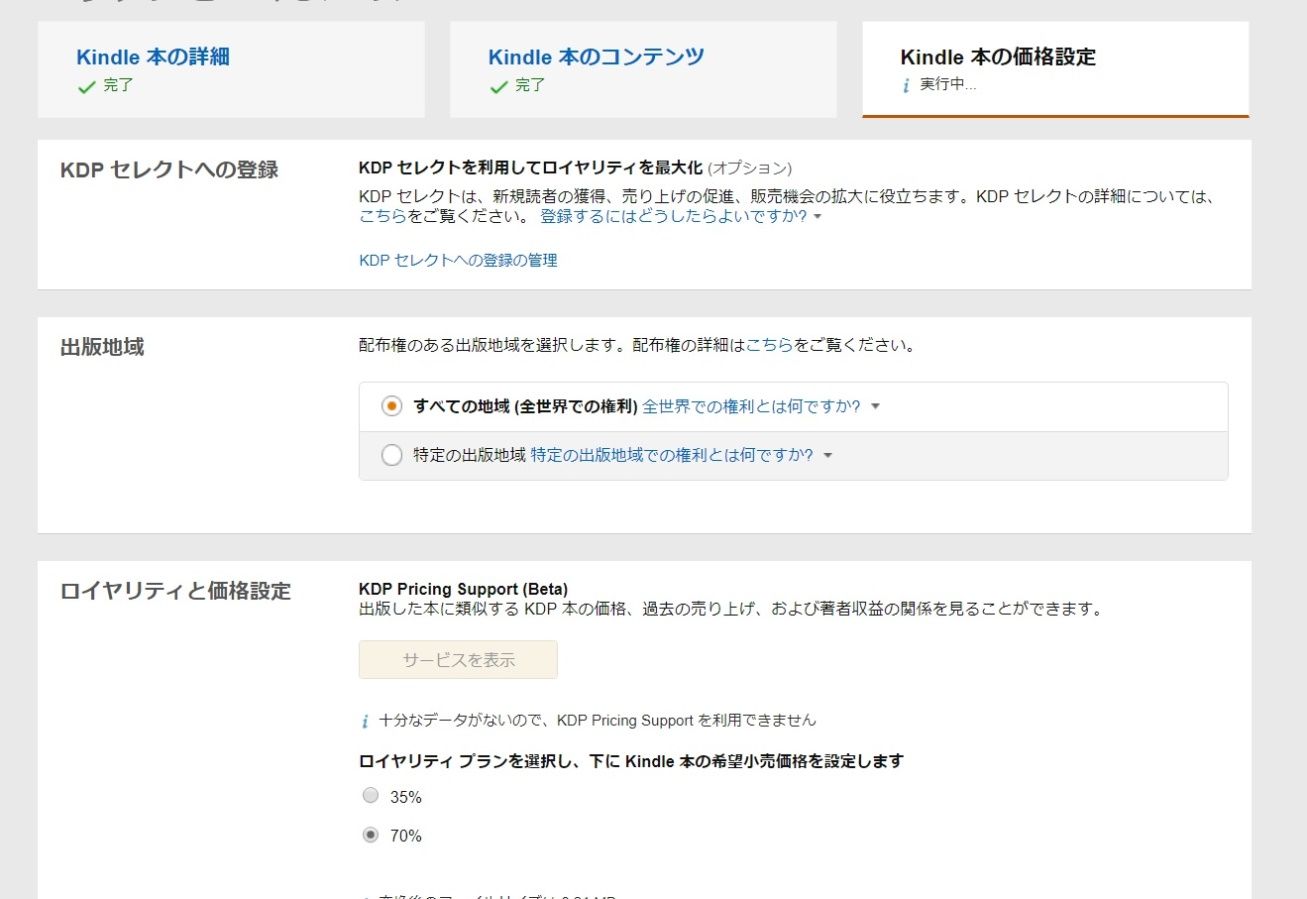 Kindle 本の詳細
完了
Kindle 本のコンテンツ
完了
Kindle 本の価格設定
i 実行中...
KDP セレクトへの登録
KDP セレクトを利用してロイヤリティを最大化 (オプション)
KDP セレクトは、新規読者の獲得、売り上げの促進、販売機会の拡大に役立ちます。KDP セレクトの詳細については、
こちらをご覧ください。 登録するにはどうしたらよいですか?
KDP セレクトへの登録の管理
出版地域
配布権のある出版地域を選択します。配布権の詳細はこちらをご覧ください。
すべての地域 (全世界での権利) 全世界での権利とは何ですか?
特定の出版地域 特定の出版地域での権利とは何ですか?
ロイヤリティと価格設定
KDP Pricing Support (Beta)
出版した本に類似する KDP 本の価格、過去の売り上げ、および著者収益の関係を見ることができます。
サービスを表示
i 十分なデータがないので、KDP Pricing Support を利用できません
ロイヤリティ プランを選択し、下に Kindle 本の希望小売価格を設定します
35%
70%